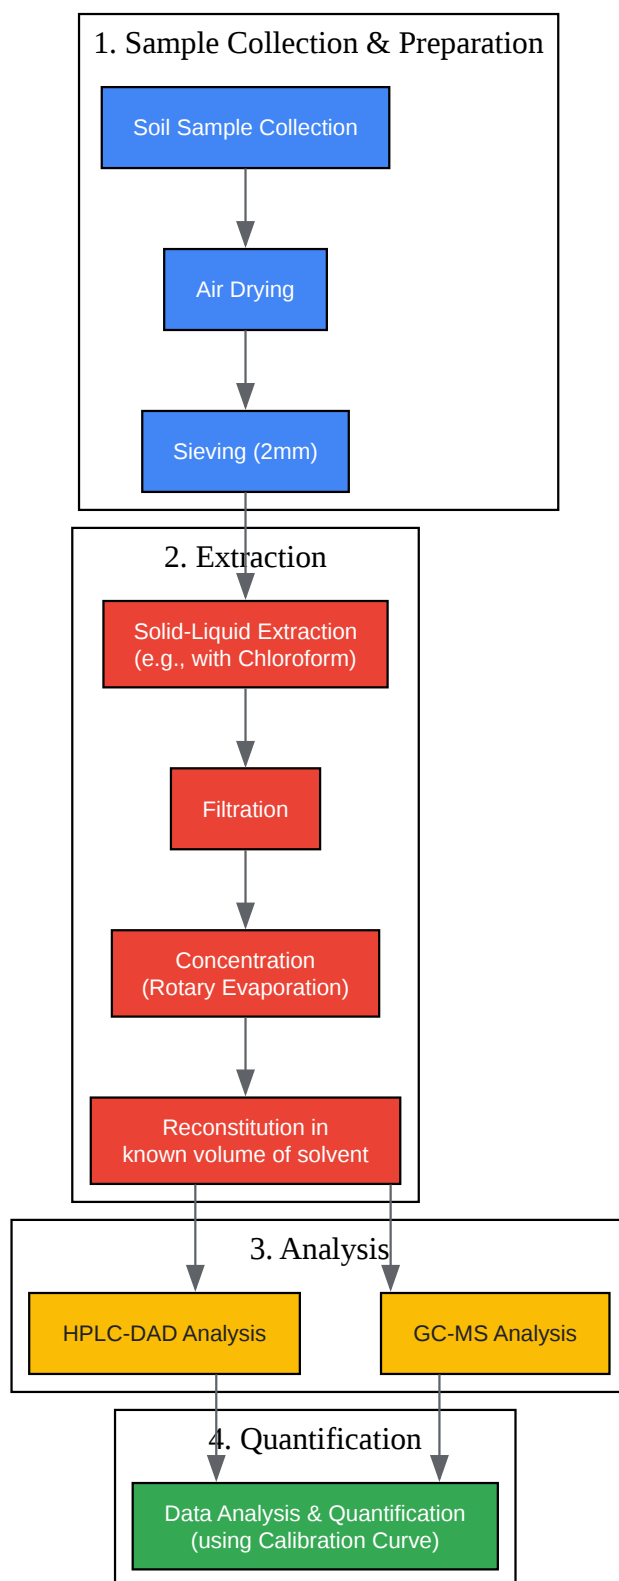 1. Sample Collection & Preparation
Soil Sample Collection
Air Drying
Sieving (2mm)
2. Extraction
Solid-Liquid Extraction
(e.g., with Chloroform)
Filtration
Concentration
(Rotary Evaporation)
Reconstitution in
known volume of solvent
3. Analysis
HPLC-DAD Analysis
GC-MS Analysis
4. Quantification
Data Analysis & Quantification
(using Calibration Curve)